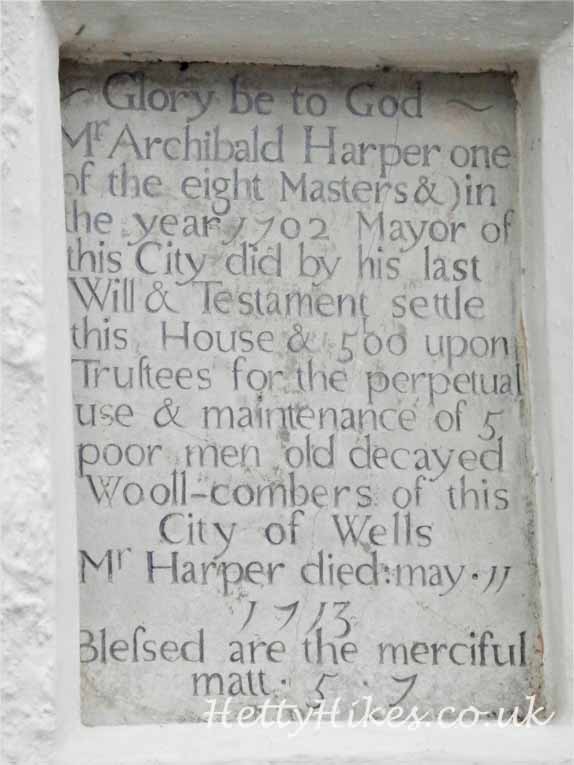 ~ Glory be to God ~
Mr Archibald Harper one
of the eight Masters &) in
the year 1702 Mayor of
this City did by his last
Will & Testament settle
this House & 500 upon
Truſtees for the perpetual
use & maintenance of 5
poor men old decayed
Wooll-combers of this
City of Wells
Mr Harper died:may·11
1713
Bleſsed are the merciful
matt· 5 · 7
HettyHikes.co.uk